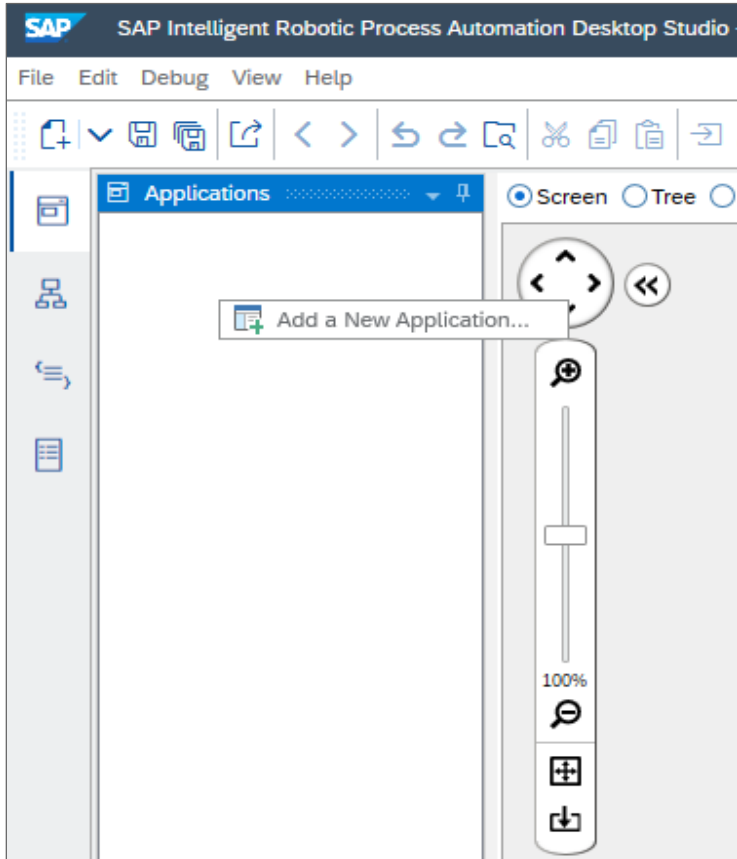 SAP SAP Intelligent Robotic Process Automation Desktop Studio -
File Edit Debug View Help
Applications
Screen Tree
Add a New Application...
100%